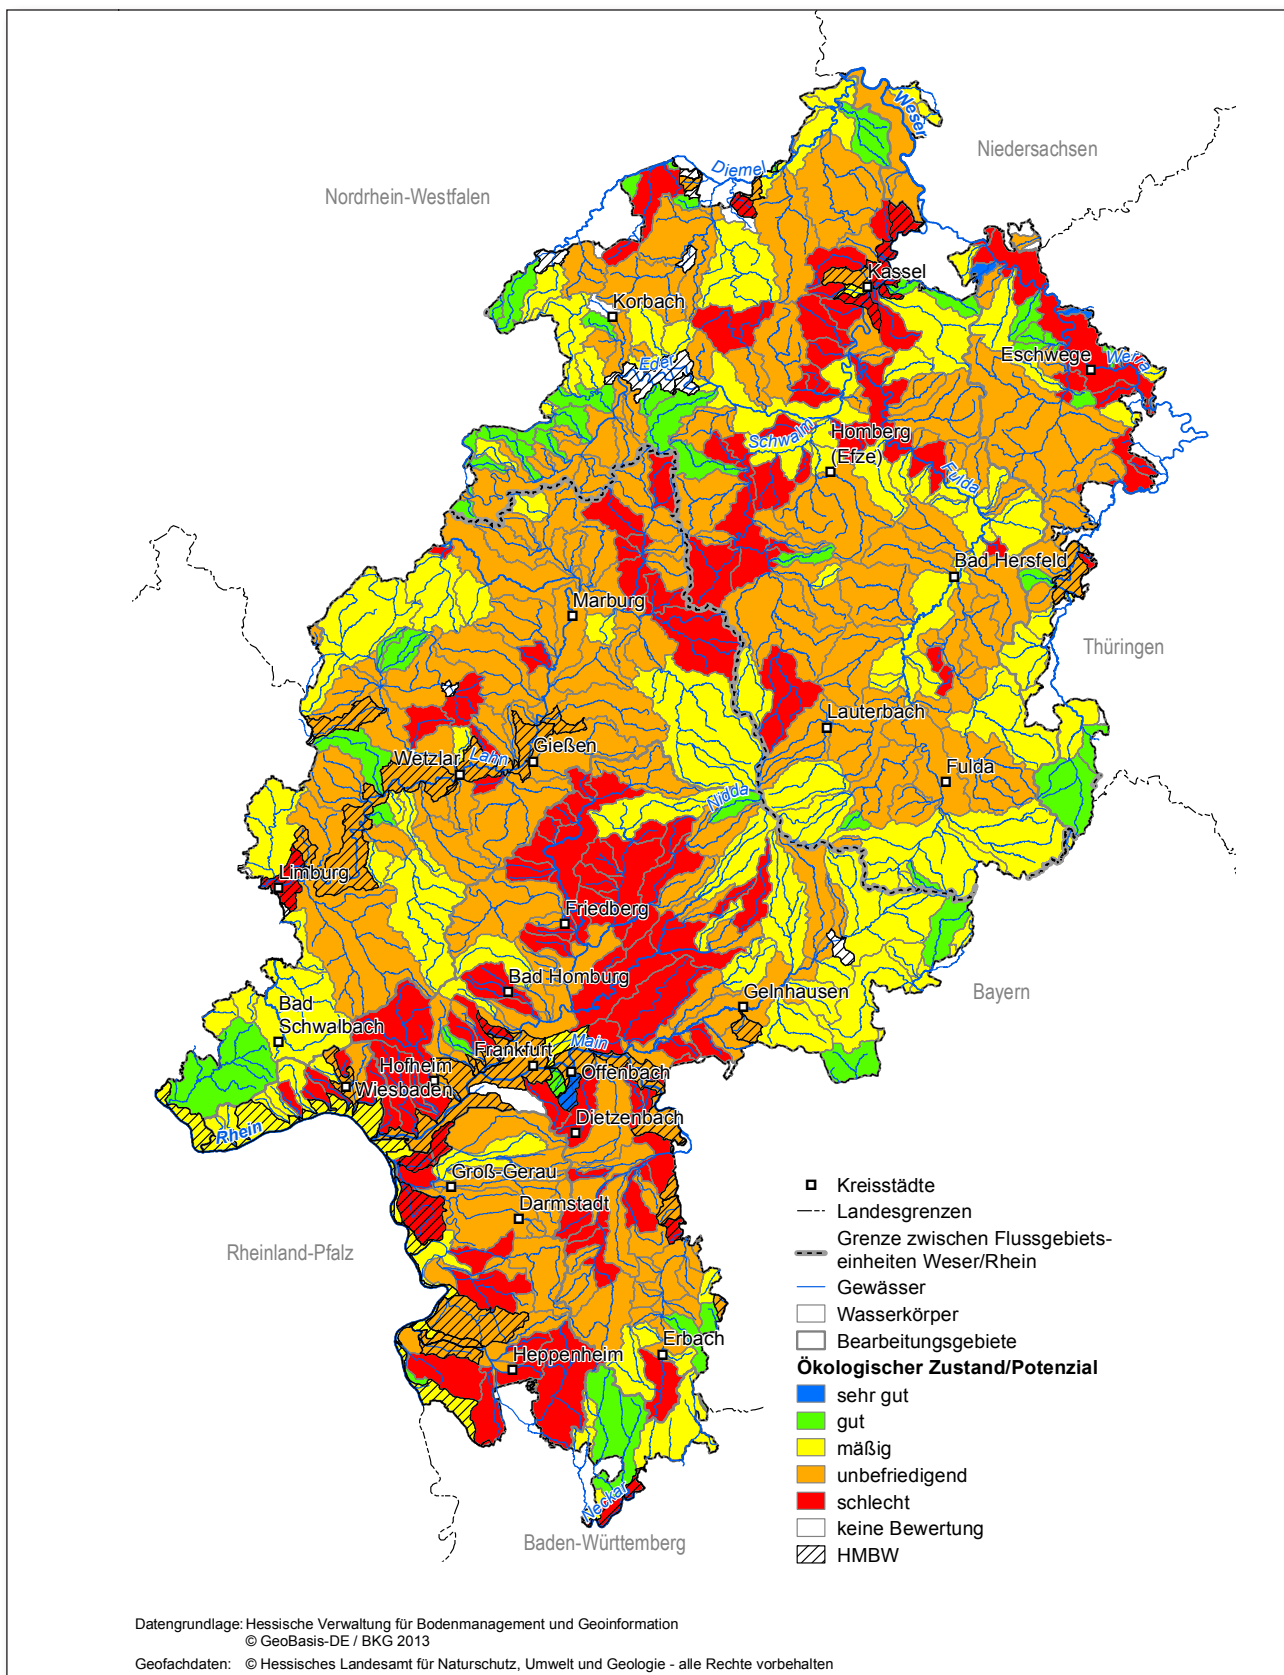 Weser
Niedersachsen
Diemel
Nordrhein-Westfalen
Kassel
Korbach
Eschwege
Werra
Eder
Schwalm
Homberg
(Efze)
Fulda
Bad Hersfeld
Marburg
Thüringen
Lauterbach
Gießen
Wetzlar
Lahn
Fulda
Nidda
Limburg
Friedberg
Bad Homburg
Gelnhausen
Bayern
Bad
Schwalbach
Frankfurt
Main
Hofheim
Offenbach
Wiesbaden
Rhein
Dietzenbach
Groß-Gerau
Darmstadt
Rheinland-Pfalz
Erbach
Heppenheim
Neckar
Baden-Württemberg
Kreisstädte
Landesgrenzen
Grenze zwischen Flussgebiets-
einheiten Weser/Rhein
Gewässer
Wasserkörper
Bearbeitungsgebiete
Ökologischer Zustand/Potenzial
sehr gut
gut
mäßig
unbefriedigend
schlecht
keine Bewertung
HMBW
Datengrundlage: Hessische Verwaltung für Bodenmanagement und Geoinformation
© GeoBasis-DE / BKG 2013
Geofachdaten: © Hessisches Landesamt für Naturschutz, Umwelt und Geologie - alle Rechte vorbehalten